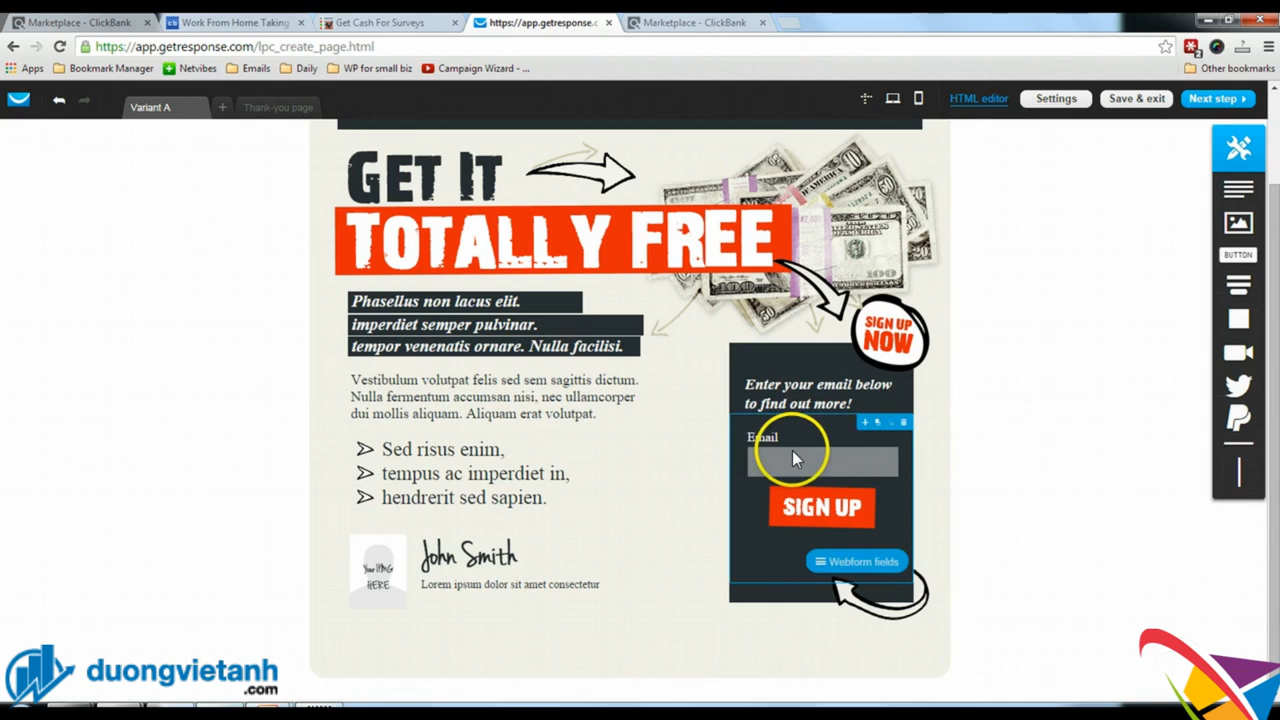 Marketplace - ClickBank
Work From Home Taking
Get Cash For Surveys
https://app.getresponse.c
Marketplace - ClickBank
https://app.getresponse.com/lpc_create_page.html
Apps
Bookmark Manager
Netvibes
Emails
Daily
WP for small biz
Campaign Wizard - ...
Other bookmarks
Variant A
Thank-you page
HTML editor
Settings
Save & exit
Next step
GET IT
TOTALLY FREE
Phasellus non lacus elit.
imperdiet semper pulvinar.
tempor venenatis ornare. Nulla facilisi.
SIGN UP
NOW
Vestibulum volutpat felis sed sem sagittis dictum.
Nulla fermentum accumsan nisi, nec ullamcorper
dui mollis aliquam. Aliquam erat volutpat.
Sed risus enim,
tempus ac imperdiet in,
hendrerit sed sapien.
Enter your email below
to find out more!
Email
SIGN UP
Webform fields
Your IMG
HERE
John Smith
Lorem ipsum dolor sit amet consectetur
BUTTON
duongvietanh
.com